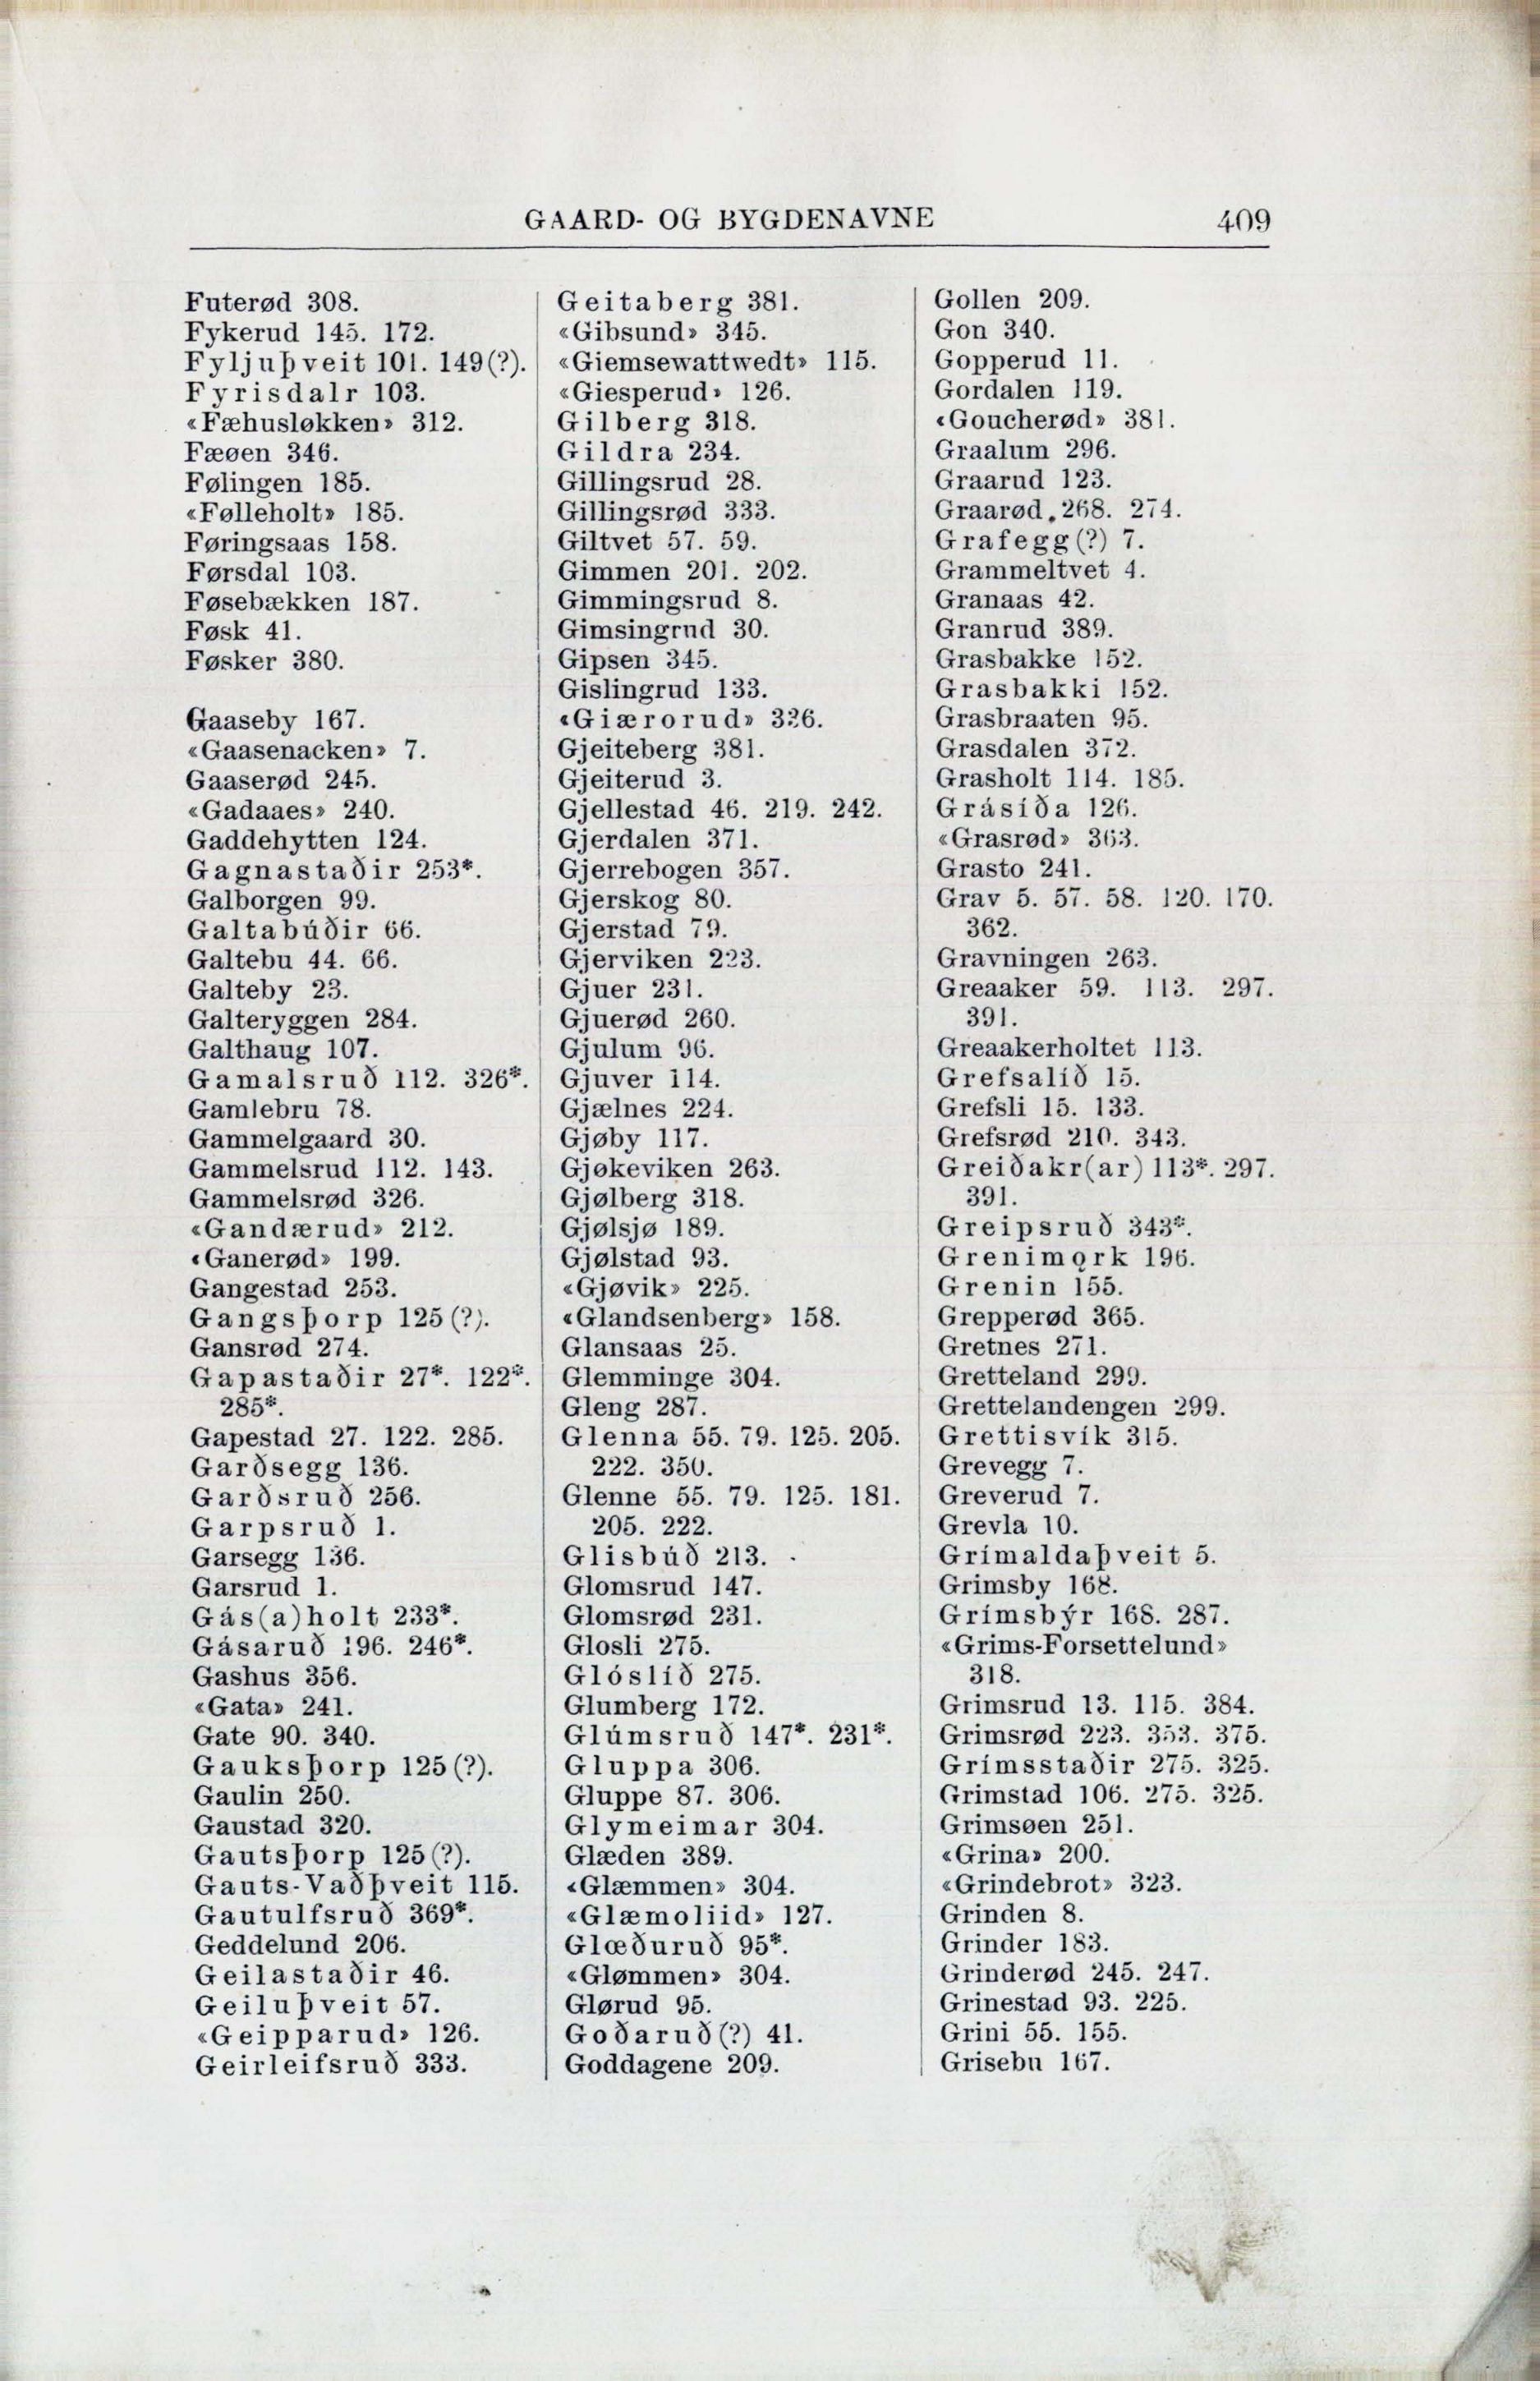 GAARD- OG BYGDENAVNE 409
Futerød 308.
Fykerud 145. 172.
Fyljuþveit 101. 149(?).
Fyrisdalr 103.
«Fæhusløkken» 312.
Fæøen 346.
Følingen 185.
«Følleholt» 185.
Føringsaas 158.
Førsdal 103.
Føsebækken 187.
Føsk 41.
Føsker 380.
Gaaseby 167.
«Gaasenacken» 7.
Gaaserød 245.
«Gadaaes» 240.
Gaddehytten 124.
Gagnastaðir 253*.
Galborgen 99.
Galtabúðir 66.
Galtebu 44. 66.
Galteby 23.
Galteryggen 284.
Galthaug 107.
Gamalsruð 112. 326*.
Gamlebru 78.
Gammelgaard 30.
Gammelsrud 112. 143.
Gammelsrød 326.
«Gandærud» 212.
«Ganerød» 199.
Gangestad 253.
Gangsþorp 125(?).
Gansrød 274.
Gapastaðir 27*. 122*.
285*.
Gapestad 27. 122. 285.
Garðsegg 136.
Garðsruð 256.
Garpsruð 1.
Garsegg 136.
Garsrud 1.
Gás(a)holt 233*.
Gásaruð 196. 246*.
Gashus 356.
«Gata» 241.
Gate 90. 340.
Gauksþorp 125(?).
Gaulin 250.
Gaustad 320.
Gautsþorp 125(?).
Gauts-Vaðþveit 115.
Gautulfsruð 369*.
Geddelund 206.
Geilastaðir 46.
Geiluþveit 57.
«Geipparud» 126.
Geirleifsruð 333.
Geitaberg 381.
«Gibsund» 345.
«Giemsewattwedt» 115.
«Giesperud» 126.
Gilberg 318.
Gildra 234.
Gillingsrud 28.
Gillingsrød 333.
Giltvet 57. 59.
Gimmen 201. 202.
Gimmingsrud 8.
Gimsingrud 30.
Gipsen 345.
Gislingrud 133.
«Giærorud» 326.
Gjeiteberg 381.
Gjeiterud 3.
Gjellestad 46. 219. 242.
Gjerdalen 371.
Gjerrebogen 357.
Gjerskog 80.
Gjerstad 79.
Gjerviken 223.
Gjuer 231.
Gjuerød 260.
Gjulum 96.
Gjuver 114.
Gjælnes 224.
Gjøby 117.
Gjøkeviken 263.
Gjølberg 318.
Gjølsjø 189.
Gjølstad 93.
«Gjøvik» 225.
«Glandsenberg» 158.
Glansaas 25.
Glemminge 304.
Gleng 287.
Glenna 55. 79. 125. 205.
222. 350.
Glenne 55. 79. 125. 181.
205. 222.
Glisbúð 213.
Glomsrud 147.
Glomsrød 231.
Glosli 275.
Glóslíð 275.
Glumberg 172.
Glúmsruð 147*. 231*.
Gluppa 306.
Gluppe 87. 306.
Glymeimar 304.
Glæden 389.
«Glæmmen» 304.
«Glæmoliid» 127.
Glœðuruð 95*.
«Glømmen» 304.
Glørud 95.
Goðaruð(?) 41.
Goddagene 209.
Gollen 209.
Gon 340.
Gopperud 11.
Gordalen 119.
«Goucherød» 381.
Graalum 296.
Graarud 123.
Graarød 268. 274.
Grafegg(?) 7.
Grammeltvet 4.
Granaas 42.
Granrud 389.
Grasbakke 152.
Grasbakki 152.
Grasbraaten 95.
Grasdalen 372.
Grasholt 114. 185.
Grásíða 126.
«Grasrød» 363.
Grasto 241.
Grav 5. 57. 58. 120. 170.
362.
Gravningen 263.
Greaaker 59. 113. 297.
391.
Greaakerholtet 113.
Grefsalíð 15.
Grefsli 15. 133.
Grefsrød 210. 343.
Greiðakr(ar) 113*. 297.
391.
Greipsruð 343*.
Grenimǫrk 196.
Grenin 155.
Grepperød 365.
Gretnes 271.
Gretteland 299.
Grettelandengen 299.
Grettisvík 315.
Grevegg 7.
Greverud 7.
Grevla 10.
Grímaldaþveit 5.
Grimsby 168.
Grímsbýr 168. 287.
«Grims-Forsettelund»
318.
Grimsrud 13. 115. 384.
Grimsrød 223. 353. 375.
Grímsstaðir 275. 325.
Grimstad 106. 275. 325.
Grimsøen 251.
«Grina» 200.
«Grindebrot» 323.
Grinden 8.
Grinder 183.
Grinderød 245. 247.
Grinestad 93. 225.
Grini 55. 155.
Grisebu 167.